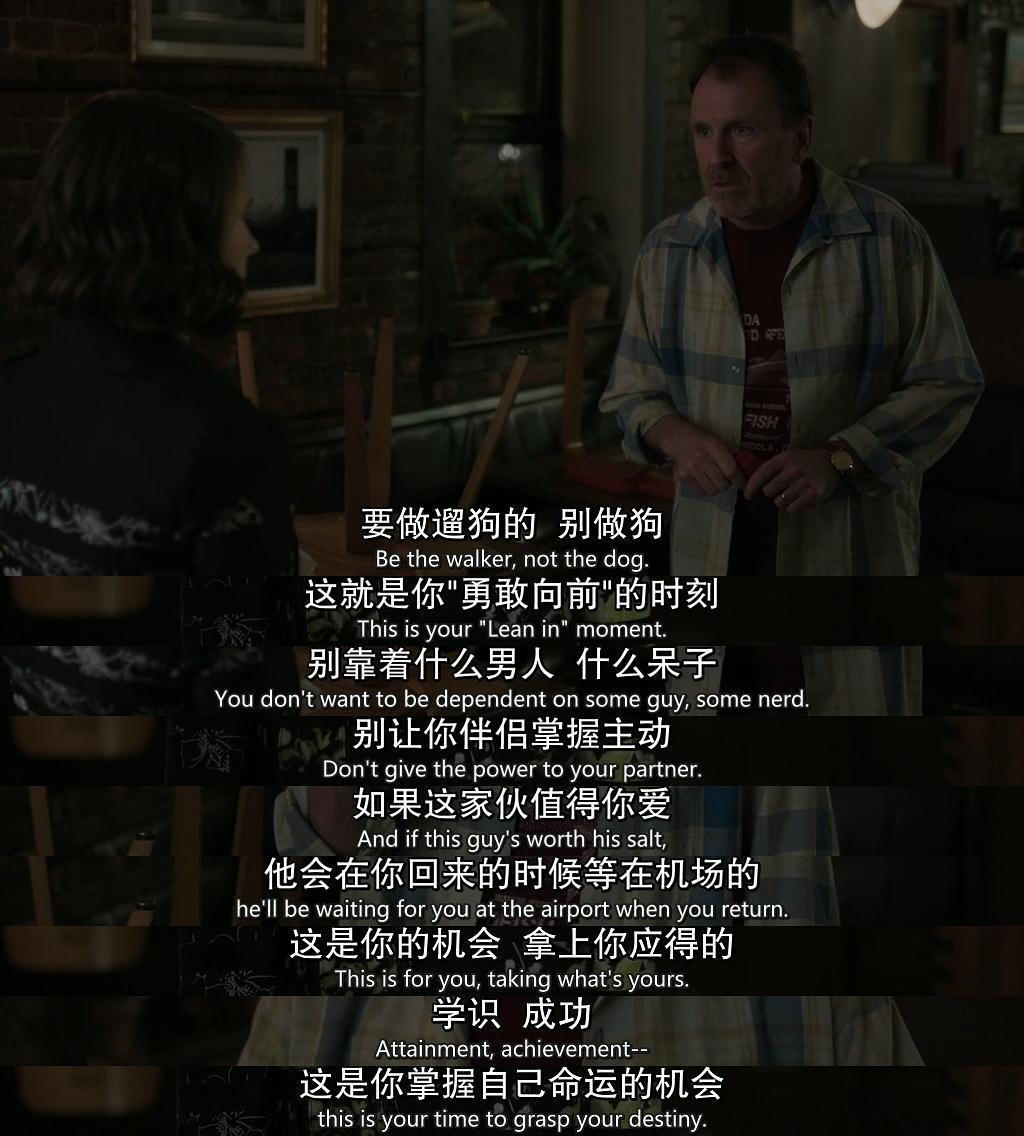 DA
FISH
要做遛狗的 别做狗
Be the walker, not the dog.
这就是你"勇敢向前"的时刻
This is your "Lean in" moment.
别靠着什么男人 什么呆子
You don't want to be dependent on some guy, some nerd.
别让你伴侣掌握主动
Don't give the power to your partner.
如果这家伙值得你爱
And if this guy's worth his salt,
他会在你回来的时候等在机场的
he'll be waiting for you at the airport when you return.
这是你的机会 拿上你应得的
This is for you, taking what's yours.
学识 成功
Attainment, achievement--
这是你掌握自己命运的机会
this is your time to grasp your destiny.